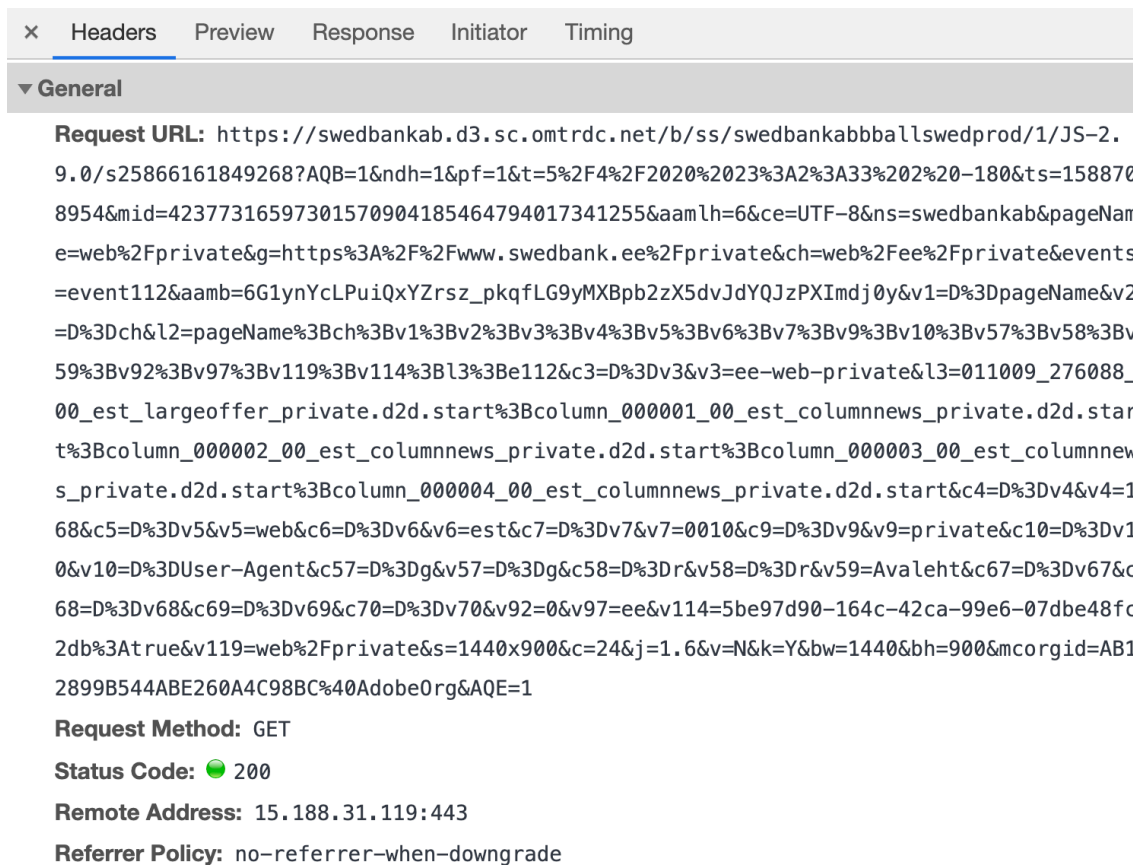 × Headers Preview Response Initiator Timing
▼ General
Request URL: https://swedbankab.d3.sc.omtrdc.net/b/ss/swedbankabbballswedprod/1/JS-2.
9.0/s25866161849268?AQB=1&ndh=1&pf=1&t=5%2F4%2F2020%2023%3A2%3A33%202%20-180&ts=158870
8954&mid=42377316597301570904185464794017341255&aamlh=6&ce=UTF-8&ns=swedbankab&pageNam
e=web%2Fprivate&g=https%3A%2F%2Fwww.swedbank.ee%2Fprivate&ch=web%2Fee%2Fprivate&events
=event112&aamb=6G1ynYcLPuiQxYZrsz_pkqfLG9yMXBpb2zX5dvJdYQJzPXImdj0y&v1=D%3DpageName&v2
=D%3Dch&l2=pageName%3Bch%3Bv1%3Bv2%3Bv3%3Bv4%3Bv5%3Bv6%3Bv7%3Bv9%3Bv10%3Bv57%3Bv58%3Bv
59%3Bv92%3Bv97%3Bv119%3Bv114%3Bl3%3Be112&c3=D%3Dv3&v3=ee-web-private&l3=011009_276088_
00_est_largeoffer_private.d2d.start%3Bcolumn_000001_00_est_columnnews_private.d2d.star
t%3Bcolumn_000002_00_est_columnnews_private.d2d.start%3Bcolumn_000003_00_est_columnnew
s_private.d2d.start%3Bcolumn_000004_00_est_columnnews_private.d2d.start&c4=D%3Dv4&v4=1
68&c5=D%3Dv5&v5=web&c6=D%3Dv6&v6=est&c7=D%3Dv7&v7=0010&c9=D%3Dv9&v9=private&c10=D%3Dv1
0&v10=D%3DUser-Agent&c57=D%3Dg&v57=D%3Dg&c58=D%3Dr&v58=D%3Dr&v59=Avaleht&c67=D%3Dv67&c
68=D%3Dv68&c69=D%3Dv69&c70=D%3Dv70&v92=0&v97=ee&v114=5be97d90-164c-42ca-99e6-07dbe48fc
2db%3Atrue&v119=web%2Fprivate&s=1440x900&c=24&j=1.6&v=N&k=Y&bw=1440&bh=900&mcorgid=AB1
2899B544ABE260A4C98BC%40AdobeOrg&AQE=1
Request Method: GET
Status Code: 200
Remote Address: 15.188.31.119:443
Referrer Policy: no-referrer-when-downgrade